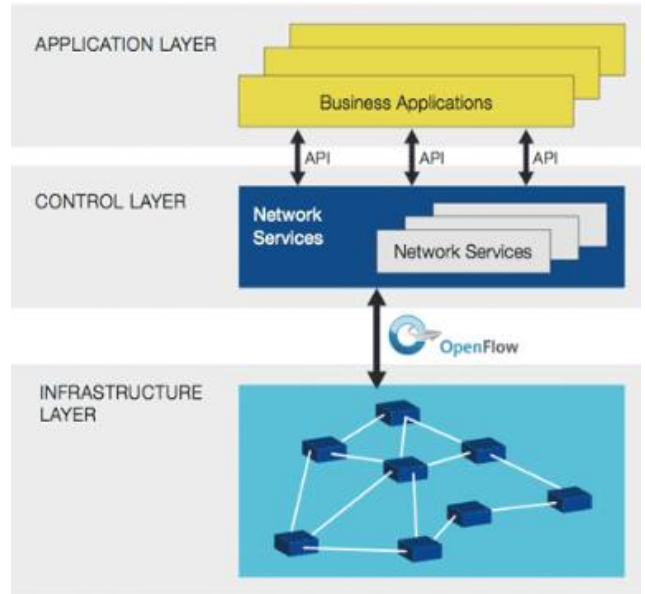 APPLICATION LAYER
Business Applications
API
API
API
CONTROL LAYER
Network
Services
Network Services
OpenFlow
INFRASTRUCTURE
LAYER